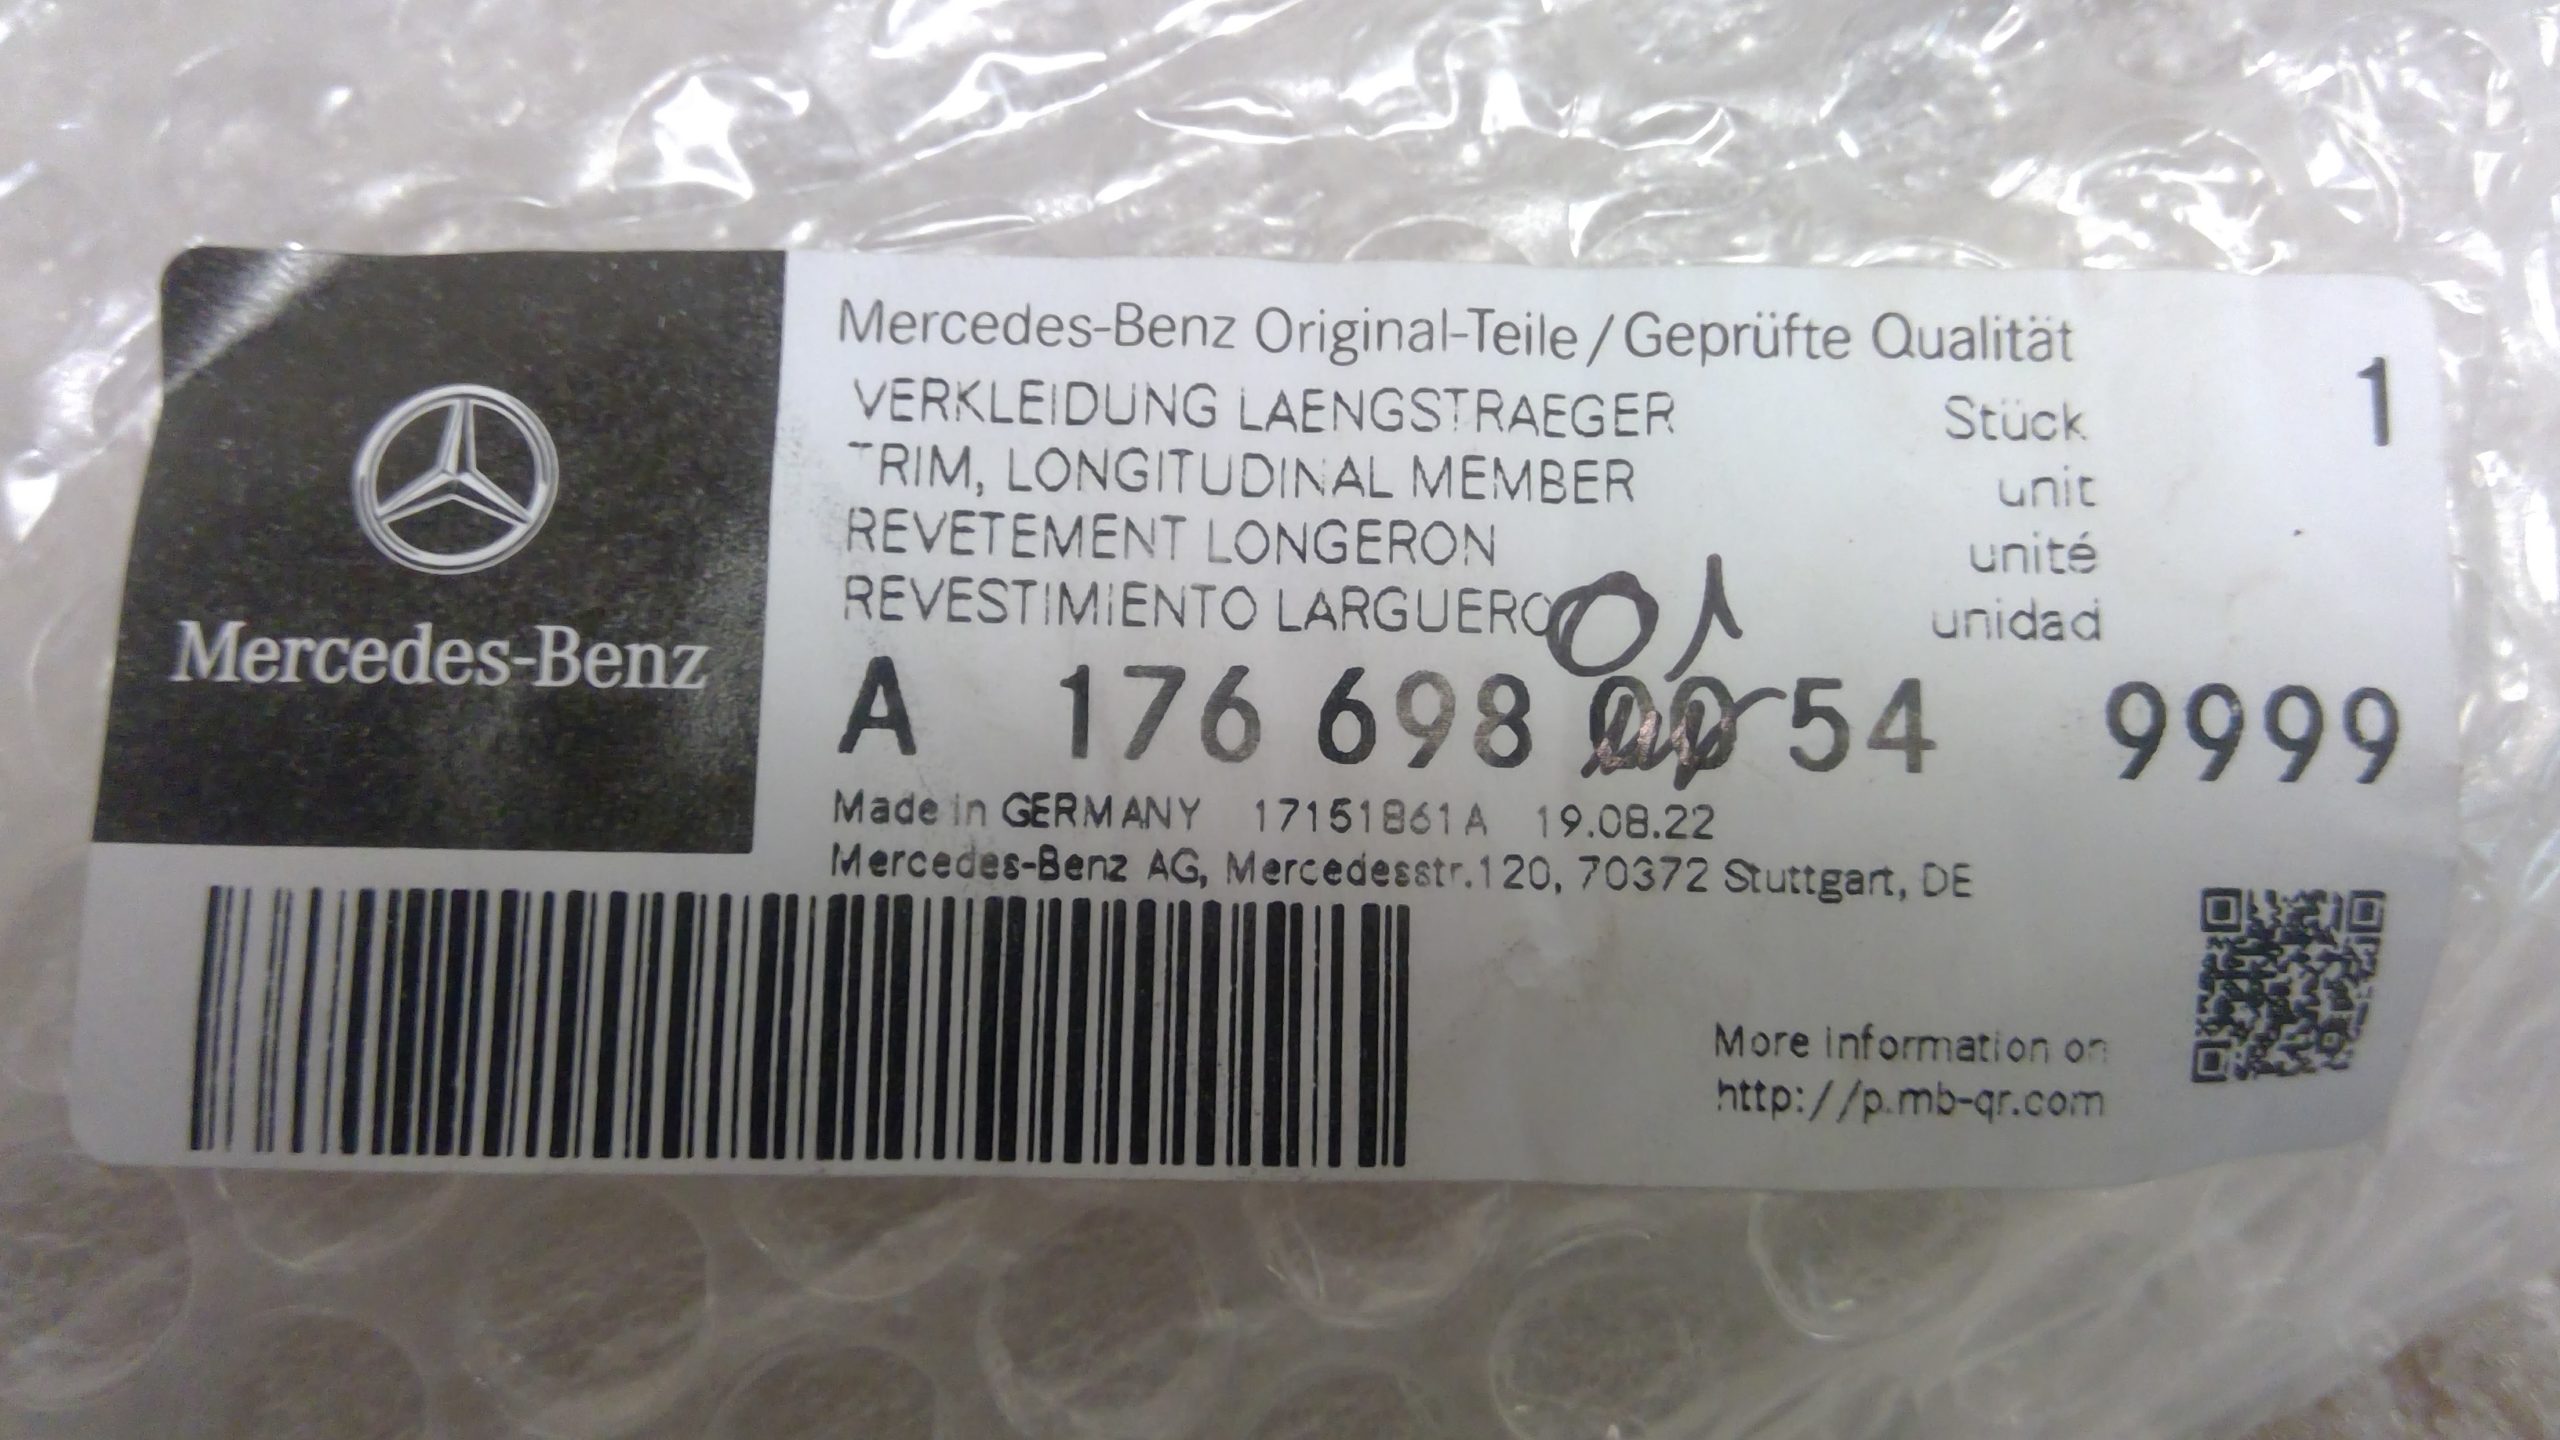 Mercedes-Benz
Mercedes-Benz Original-Teile/Geprüfte Qualität
VERKLEIDUNG LAENGSTRAEGER Stück 1
TRIM, LONGITUDINAL MEMBER unit
REVETEMENT LONGERON unité
REVESTIMIENTO LARGUERO unidad
01
A 176 698 00 54 9999
Made in GERMANY 17151861A 19.08.22
Mercedes-Benz AG, Mercedesstr.120, 70372 Stuttgart, DE
More information on
http://p.mb-qr.com